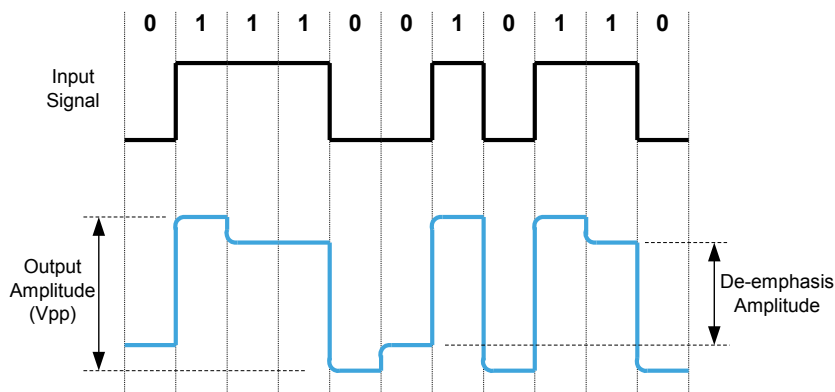 0 1 1 1 0 0 1 0 1 1 0
Input
Signal
Output
Amplitude
(Vpp)
De-emphasis
Amplitude